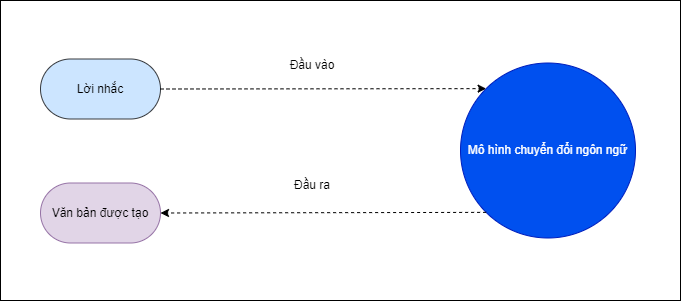 Đầu vào
Lời nhắc
Mô hình chuyển đổi ngôn ngữ
Đầu ra
Văn bản được tạo